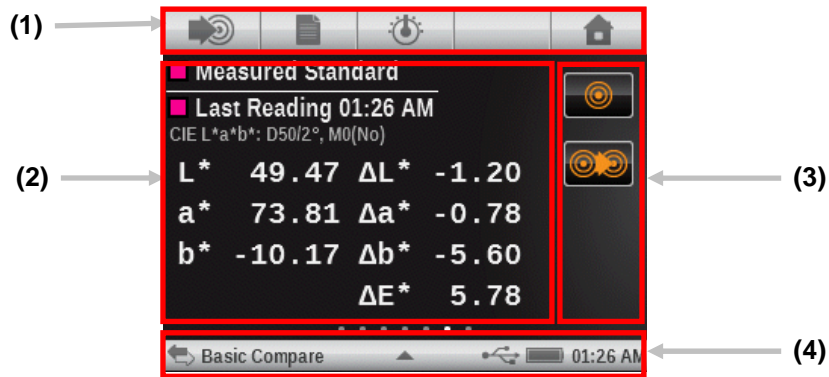 (1)
Measured Standard
Last Reading 01:26 AM
CIE L*a*b*: D50/2°, M0(No)
L* 49.47 ΔL* -1.20
(2)
(3)
a* 73.81 Δa* -0.78
b* -10.17 Δb* -5.60
ΔE* 5.78
Basic Compare 01:26 AM
(4)